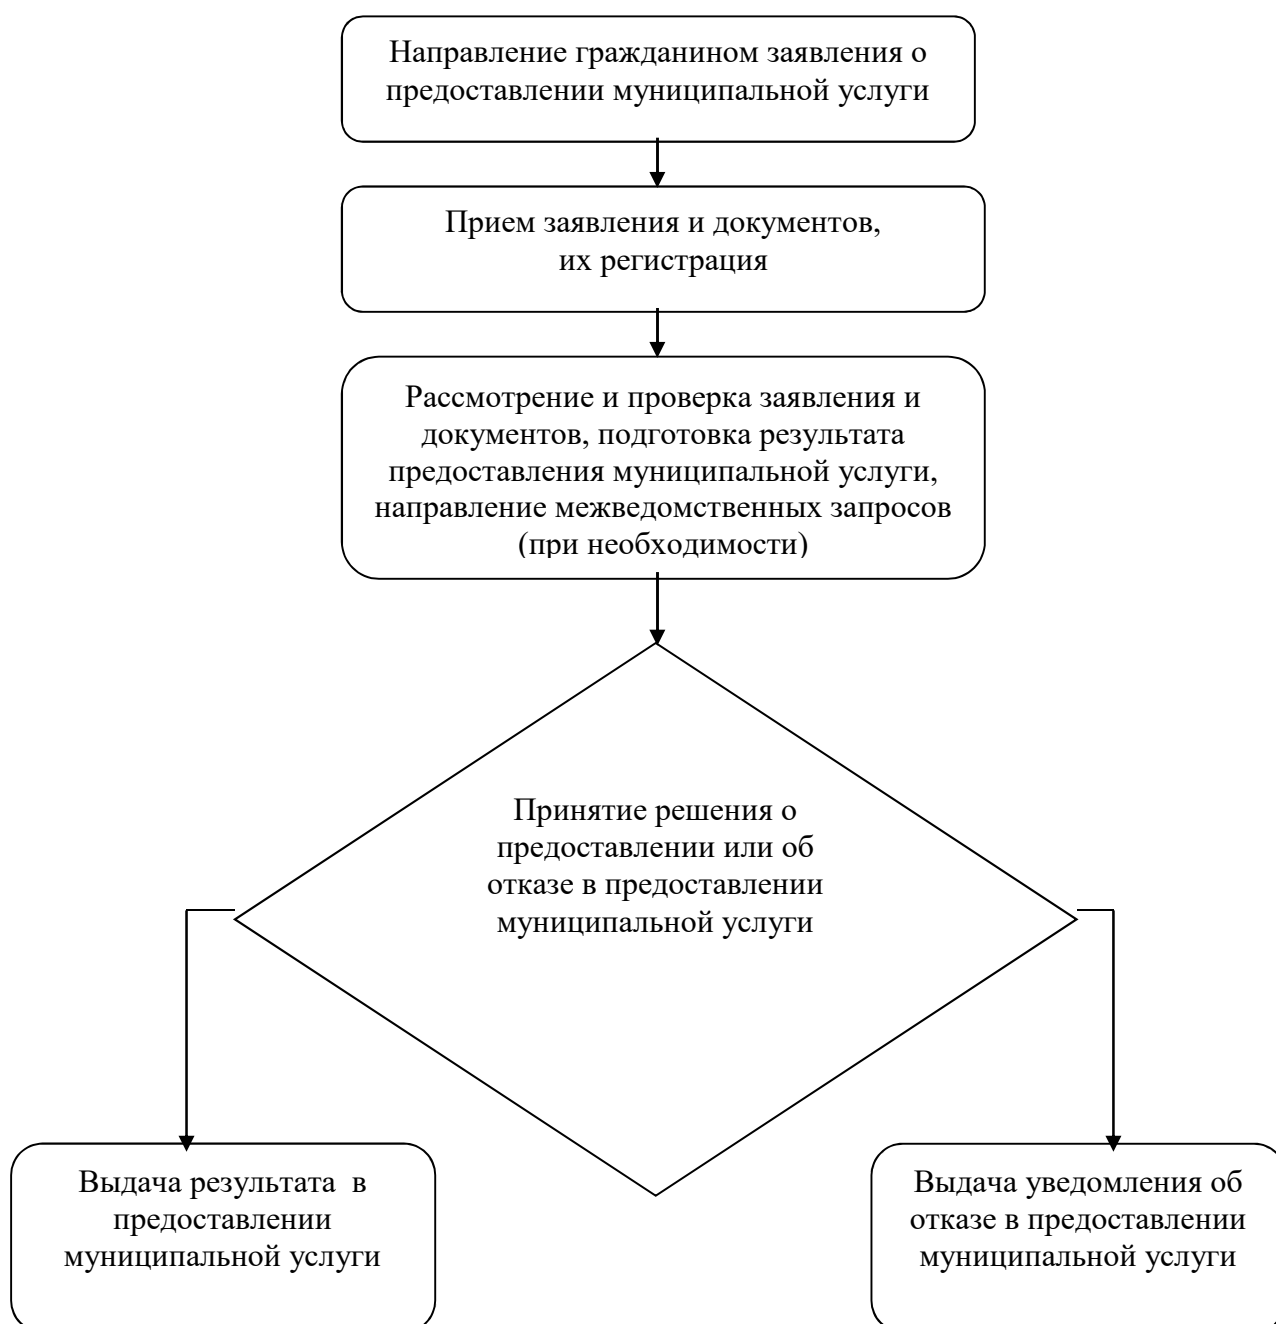 Направление гражданином заявления о
предоставлении муниципальной услуги
Прием заявления и документов,
их регистрация
Рассмотрение и проверка заявления и
документов, подготовка результата
предоставления муниципальной услуги,
направление межведомственных запросов
(при необходимости)
Принятие решения о
предоставлении или об
отказе в предоставлении
муниципальной услуги
Выдача результата  в
предоставлении
муниципальной услуги
Выдача уведомления об
отказе в предоставлении
муниципальной услуги